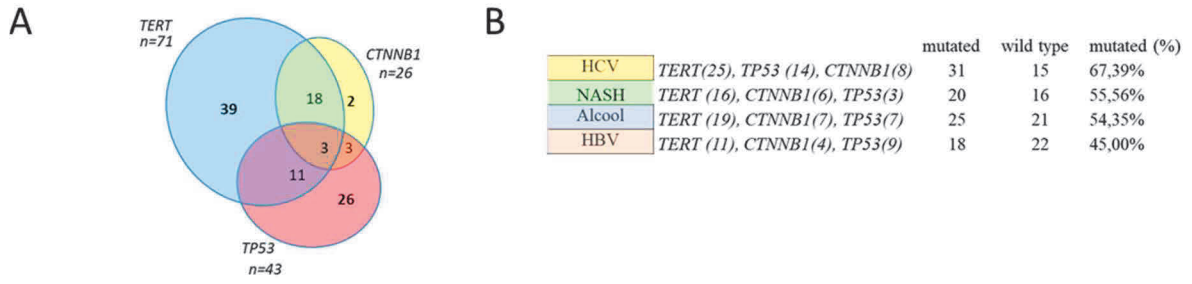 A
TERT
n=71
CTNNB1
n=26
39
18
2
3
3
11
26
TP53
n=43
B
mutated wild type mutated (%)
HCV TERT(25), TP53 (14), CTNNB1(8) 31 15 67,39%
NASH TERT (16), CTNNB1(6), TP53(3) 20 16 55,56%
Alcool TERT (19), CTNNB1(7), TP53(7) 25 21 54,35%
HBV TERT (11), CTNNB1(4), TP53(9) 18 22 45,00%